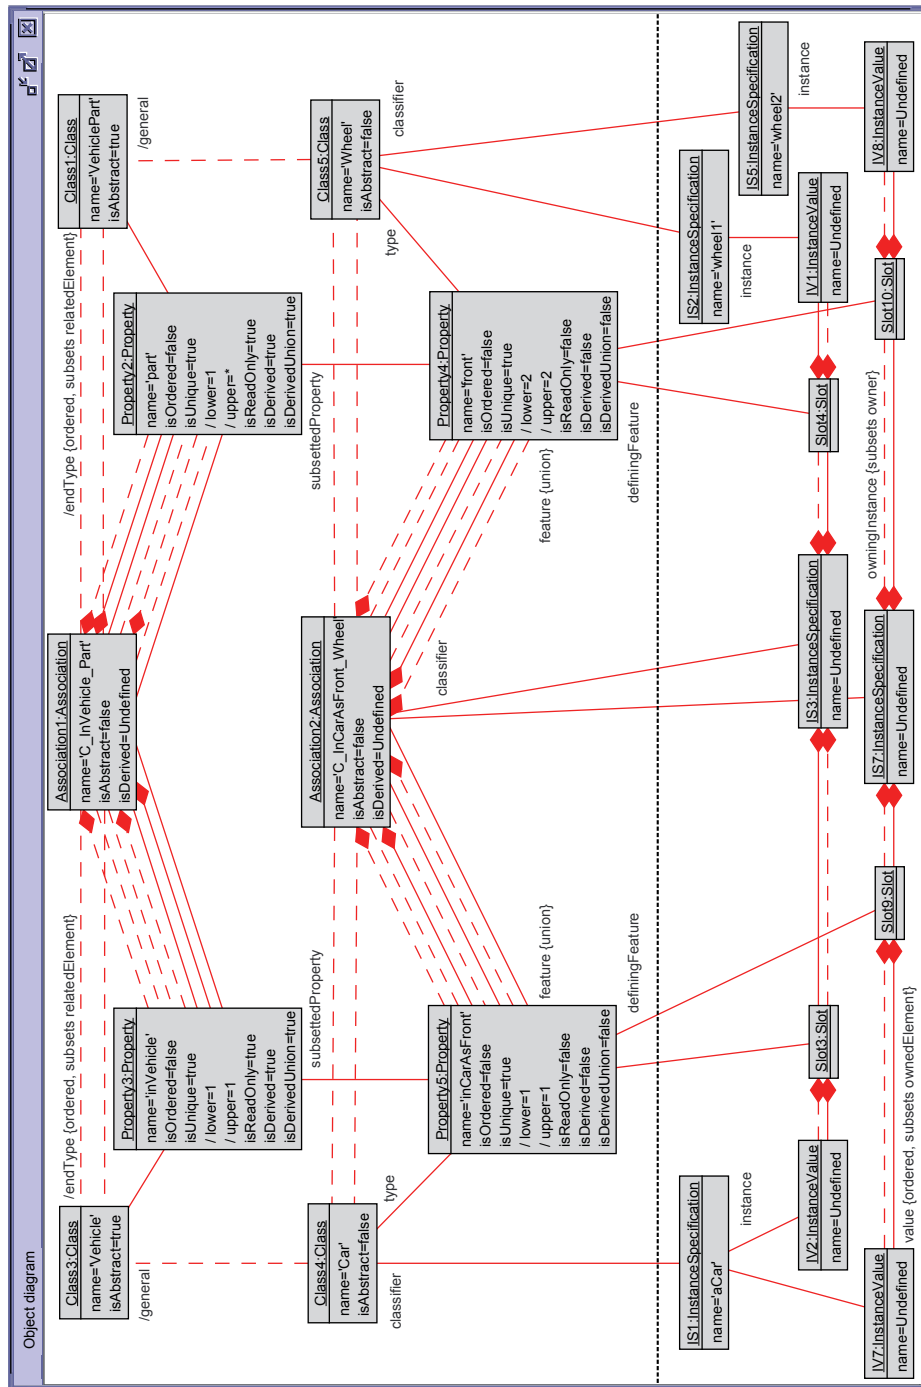 Object diagram
Class3:Class
name='Vehicle'
isAbstract=true
/endType {ordered, subsets relatedElement}
Association1:Association
name='C_InVehicle_Part'
isAbstract=false
isDerived=Undefined
/endType {ordered, subsets relatedElement}
Class1:Class
name='VehiclePart'
isAbstract=true
/general
/general
Property3:Property
name='inVehicle'
isOrdered=false
isUnique=true
/ lower=1
/ upper=1
isReadOnly=true
isDerived=true
isDerivedUnion=true
Property2:Property
name='part'
isOrdered=false
isUnique=true
/ lower=1
/ upper=*
isReadOnly=true
isDerived=true
isDerivedUnion=true
subsettedProperty
subsettedProperty
Class4:Class
name='Car'
isAbstract=false
classifier
type
Association2:Association
name='C_InCarAsFront_Wheel'
isAbstract=false
isDerived=Undefined
classifier
Class5:Class
name='Wheel'
isAbstract=false
classifier
type
Property5:Property
name='inCarAsFront'
isOrdered=false
isUnique=true
/ lower=1
/ upper=1
isReadOnly=false
isDerived=false
isDerivedUnion=false
feature {union}
Property4:Property
name='front'
isOrdered=false
isUnique=true
/ lower=2
/ upper=2
isReadOnly=false
isDerived=false
isDerivedUnion=false
feature {union}
definingFeature
definingFeature
IS1:InstanceSpecification
name='aCar'
instance
IS2:InstanceSpecification
name='wheel1'
instance
IS5:InstanceSpecification
name='wheel2'
instance
IV2:InstanceValue
name=Undefined
Slot3:Slot
IS3:InstanceSpecification
name=Undefined
Slot4:Slot
IV1:InstanceValue
name=Undefined
IV7:InstanceValue
name=Undefined
value {ordered, subsets ownedElement}
Slot9:Slot
IS7:InstanceSpecification
name=Undefined
owningInstance {subsets owner}
Slot10:Slot
IV8:InstanceValue
name=Undefined